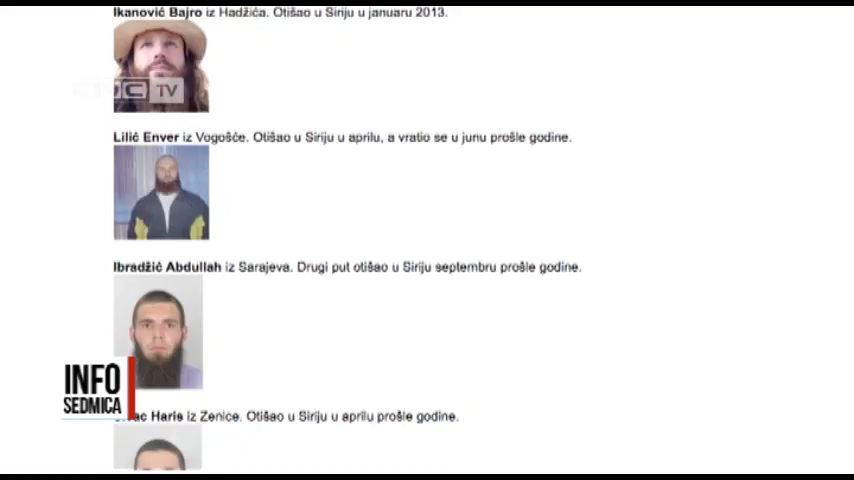 Ikanović Bajro iz Hadžića. Otišao u Siriju u januaru 2013.
TV
Lilić Enver iz Vogošće. Otišao u Siriju u aprilu, a vratio se u junu prošle godine.
Ibradžić Abdullah iz Sarajeva. Drugi put otišao u Siriju septembru prošle godine.
INFO
SEDMICA
Haris iz Zenice. Otišao u Siriju u aprilu prošle godine.